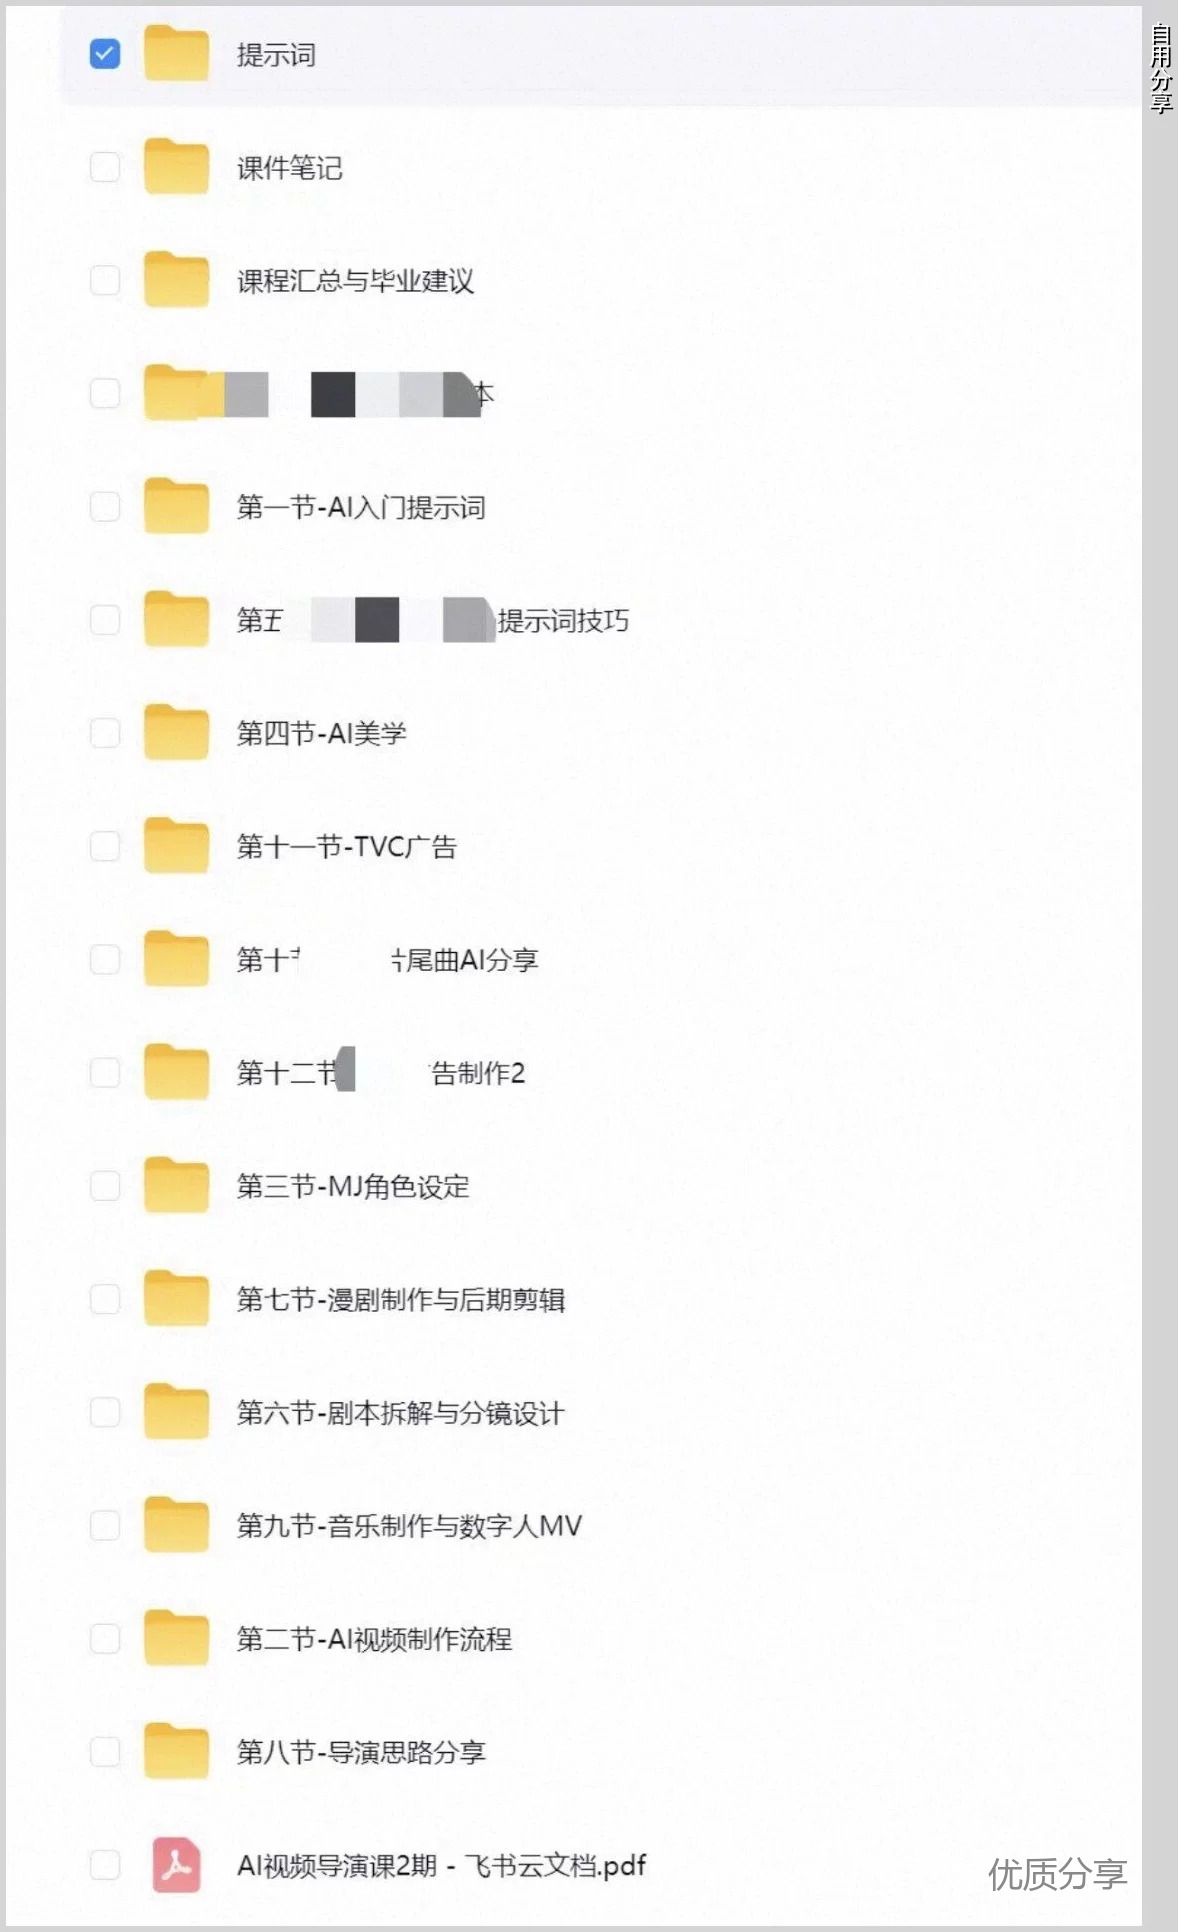 提示词
自用分享
课件笔记
课程汇总与毕业建议
本
第一节-AI入门提示词
第五 提示词技巧
第四节-AI美学
第十一节-TVC广告
第十 片尾曲AI分享
第十二节 告制作2
第三节-MJ角色设定
第七节-漫剧制作与后期剪辑
第六节-剧本拆解与分镜设计
第九节-音乐制作与数字人MV
第二节-AI视频制作流程
第八节-导演思路分享
AI视频导演课2期 - 飞书云文档.pdf
优质分享